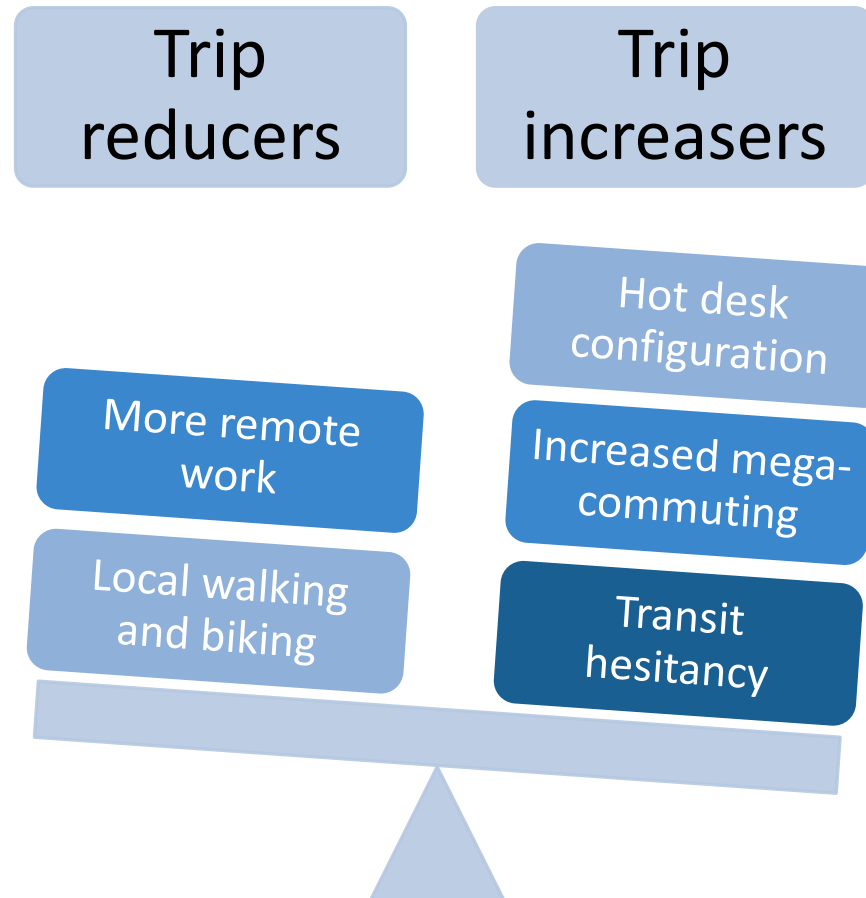 Trip
reducers
Trip
increasers
More remote
work
Local walking
and biking
Hot desk
configuration
Increased mega-
commuting
Transit
hesitancy